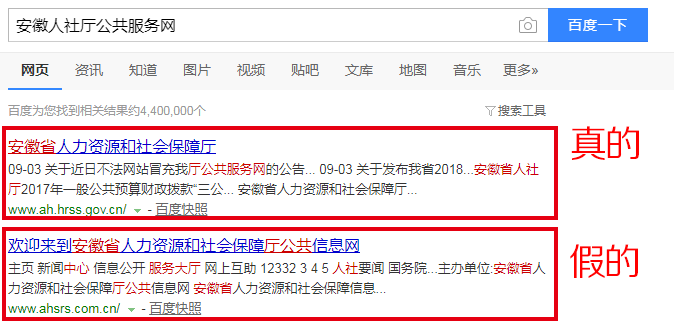 安徽人社厅公共服务网
百度一下
网页 资讯 知道 图片 视频 贴吧 文库 地图 音乐 更多»
百度为您找到相关结果约4,400,000个
搜索工具
安徽省人力资源和社会保障厅
09-03 关于近日不法网站冒充我厅公共服务网的公告... 09-03 关于发布我省2018...安徽省人社
厅2017年一般公共预算财政拨款“三公... 安徽省人力资源和社会保障厅...
www.ah.hrss.gov.cn/ - 百度快照
真的
欢迎来到安徽省人力资源和社会保障厅公共信息网
主页 新闻中心 信息公开 服务大厅 网上互助 12332 3 4 5 人社要闻 国务院...主办单位:安徽省人
力资源和社会保障厅公共信息网 安徽省人力资源和社会保障信息...
www.ahsrs.com.cn/ - 百度快照
假的